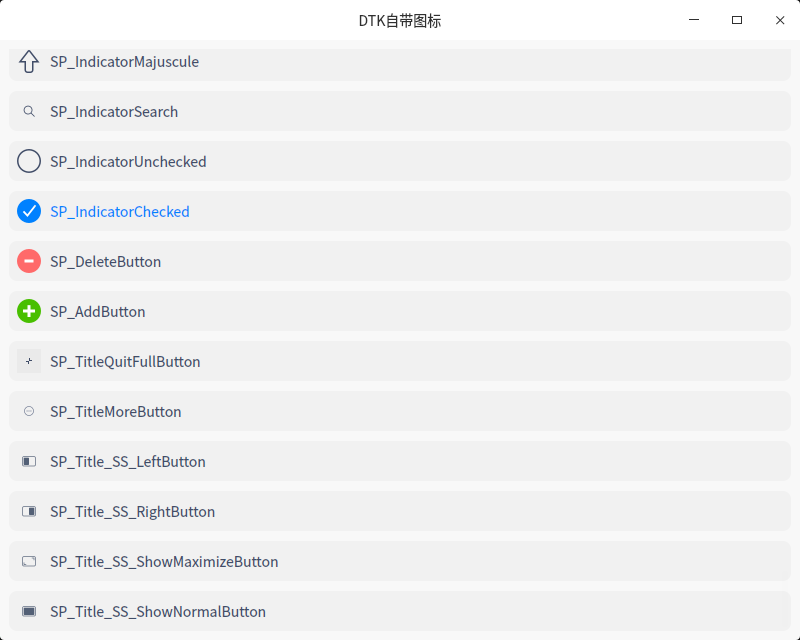 DTK自带图标
SP_IndicatorMajuscule
SP_IndicatorSearch
SP_IndicatorUnchecked
SP_IndicatorChecked
SP_DeleteButton
SP_AddButton
SP_TitleQuitFullButton
SP_TitleMoreButton
SP_Title_SS_LeftButton
SP_Title_SS_RightButton
SP_Title_SS_ShowMaximizeButton
SP_Title_SS_ShowNormalButton